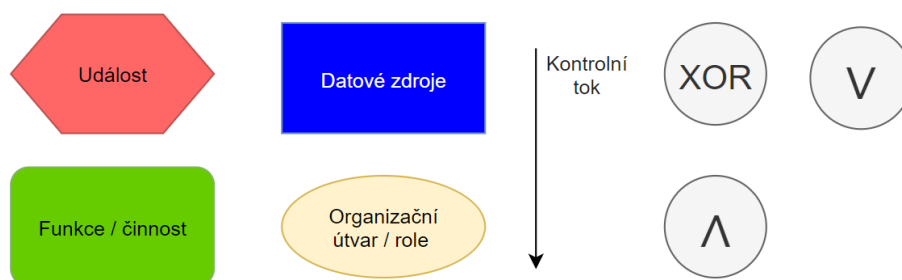 Událost
Datové zdroje
Kontrolní
tok
XOR
V
Funkce / činnost
Organizační
útvar / role
Λ